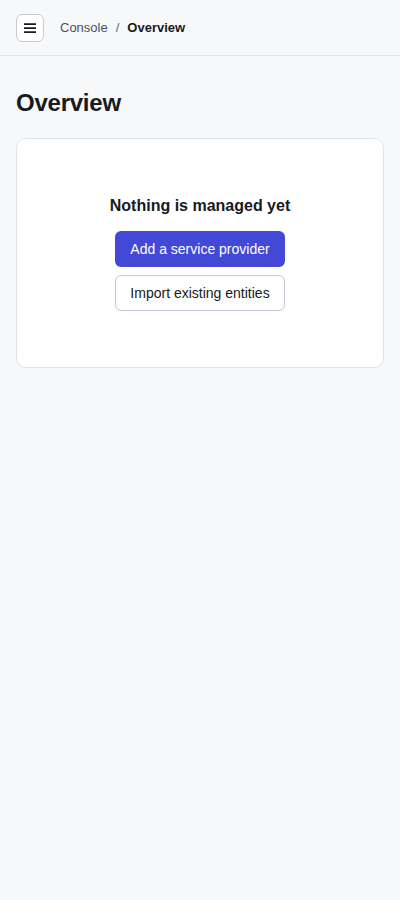 Console / Overview
Overview
Nothing is managed yet
Add a service provider
Import existing entities